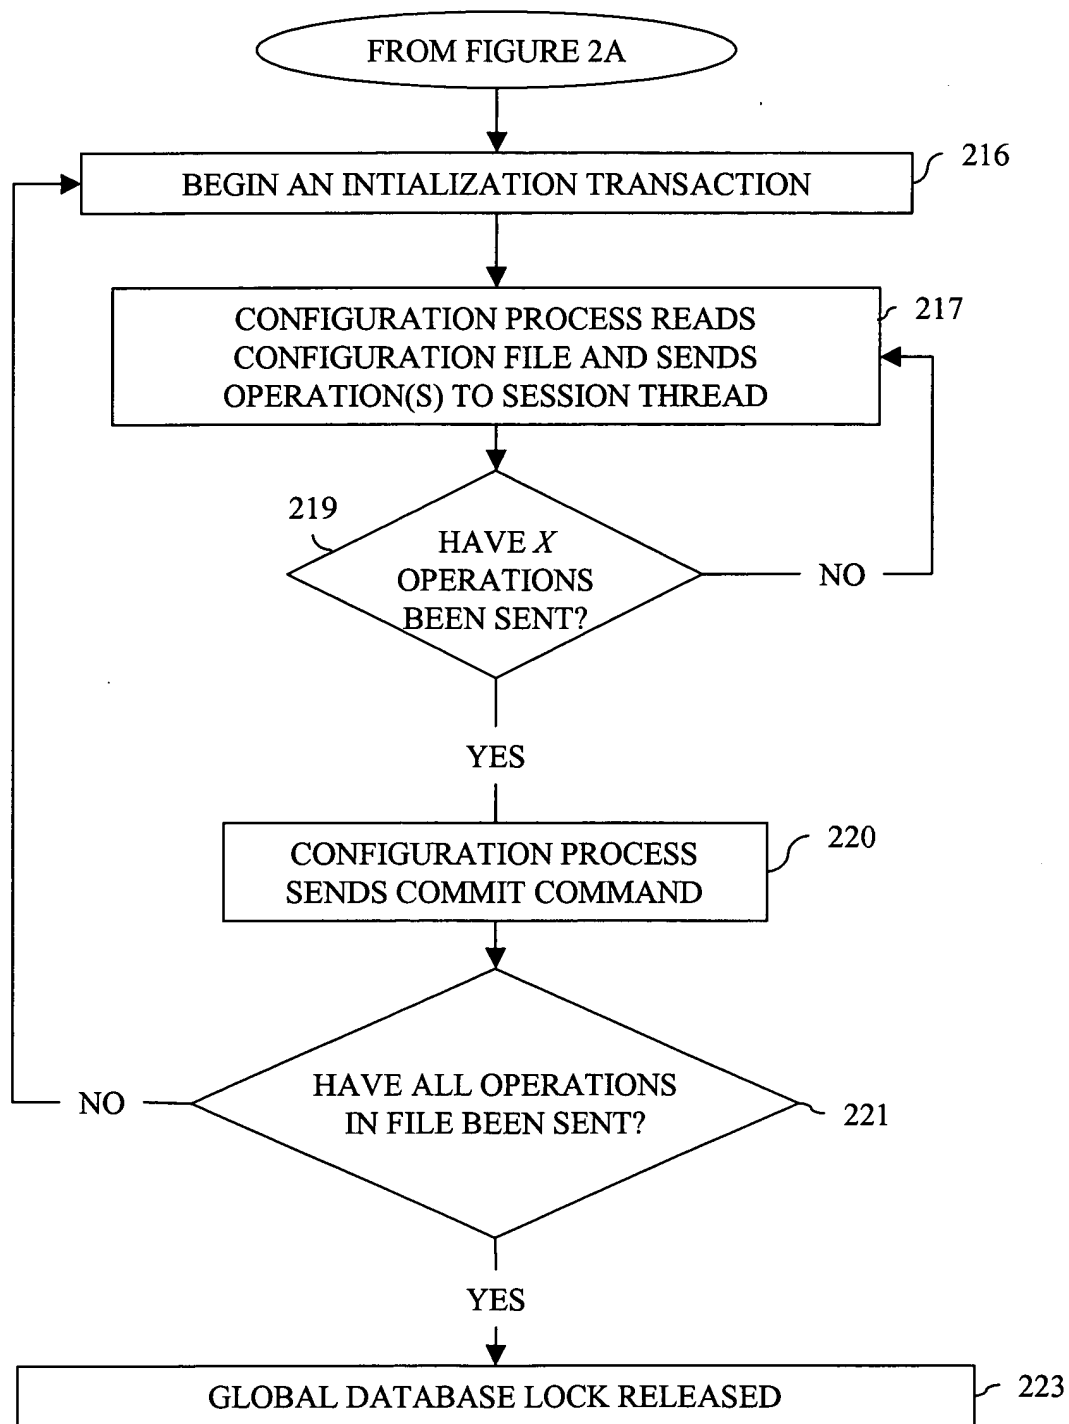 FROM FIGURE 2A
216
BEGIN AN INTIALIZATION TRANSACTION
217
CONFIGURATION PROCESS READS
CONFIGURATION FILE AND SENDS
OPERATION(S) TO SESSION THREAD
219
HAVE X
OPERATIONS
BEEN SENT?
NO
YES
220
CONFIGURATION PROCESS
SENDS COMMIT COMMAND
HAVE ALL OPERATIONS
IN FILE BEEN SENT?
NO
221
YES
GLOBAL DATABASE LOCK RELEASED
223